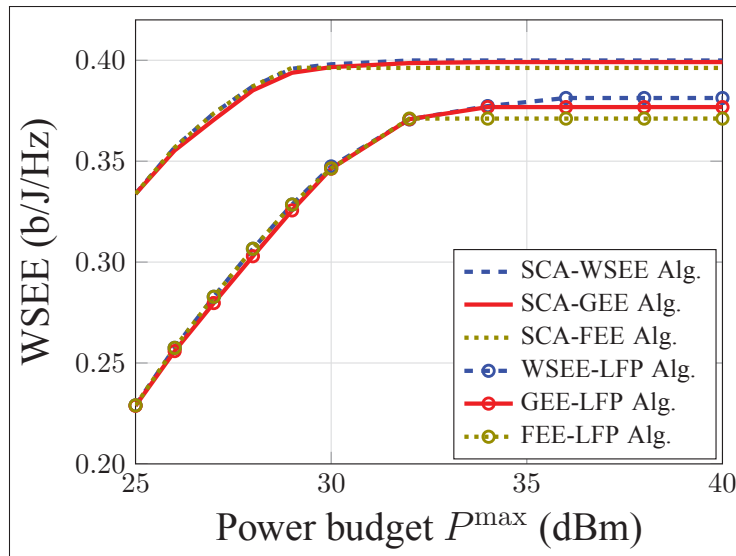 WSEE (b/J/Hz)
0.40
0.35
0.30
0.25
0.20
25
30
35
40
Power budget P^max (dBm)
SCA-WSEE Alg.
SCA-GEE Alg.
SCA-FEE Alg.
WSEE-LFP Alg.
GEE-LFP Alg.
FEE-LFP Alg.